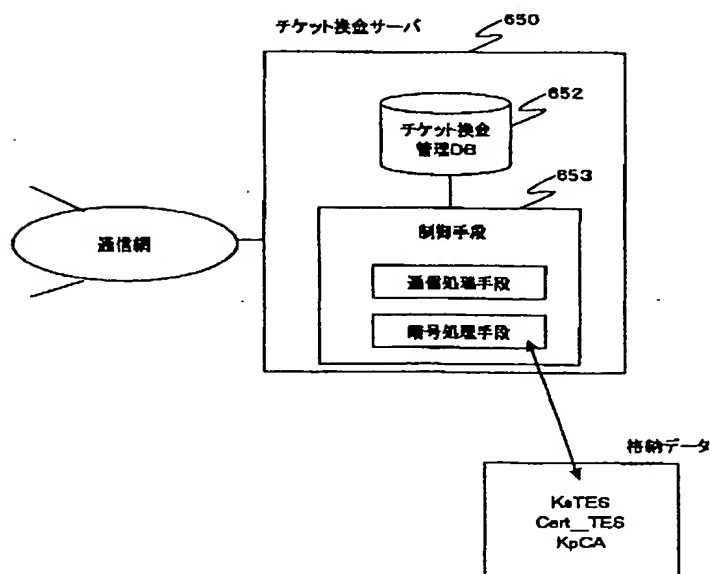 チケット換金サーバ
650
652
チケット換金
管理DB
653
制御手段
通信網
通信処理手段
暗号処理手段
格納データ
KsTES
Cert__TES
KpCA